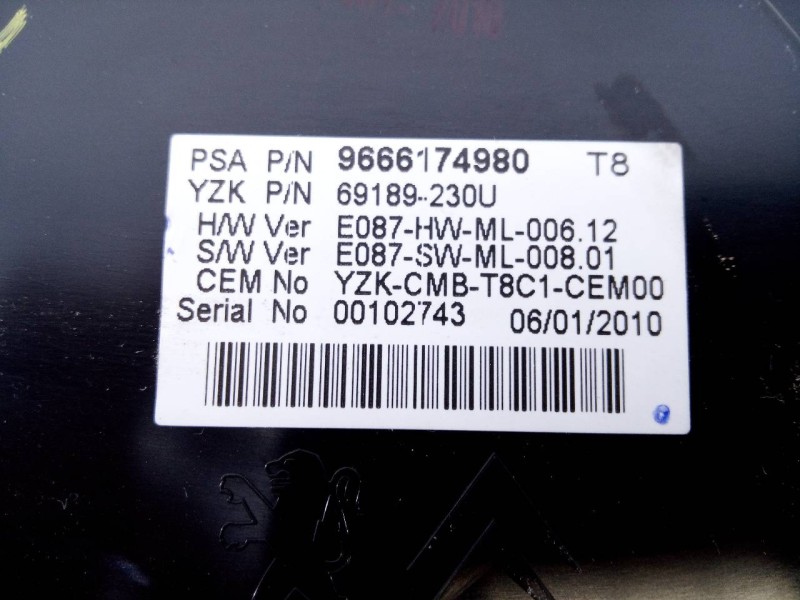 PSA P/N 9666174980 T8
YZK P/N 69189-230U
H/W Ver E087-HW-ML-006.12
S/W Ver E087-SW-ML-008.01
CEM No YZK-CMB-T8C1-CEM00
Serial No 00102743 06/01/2010